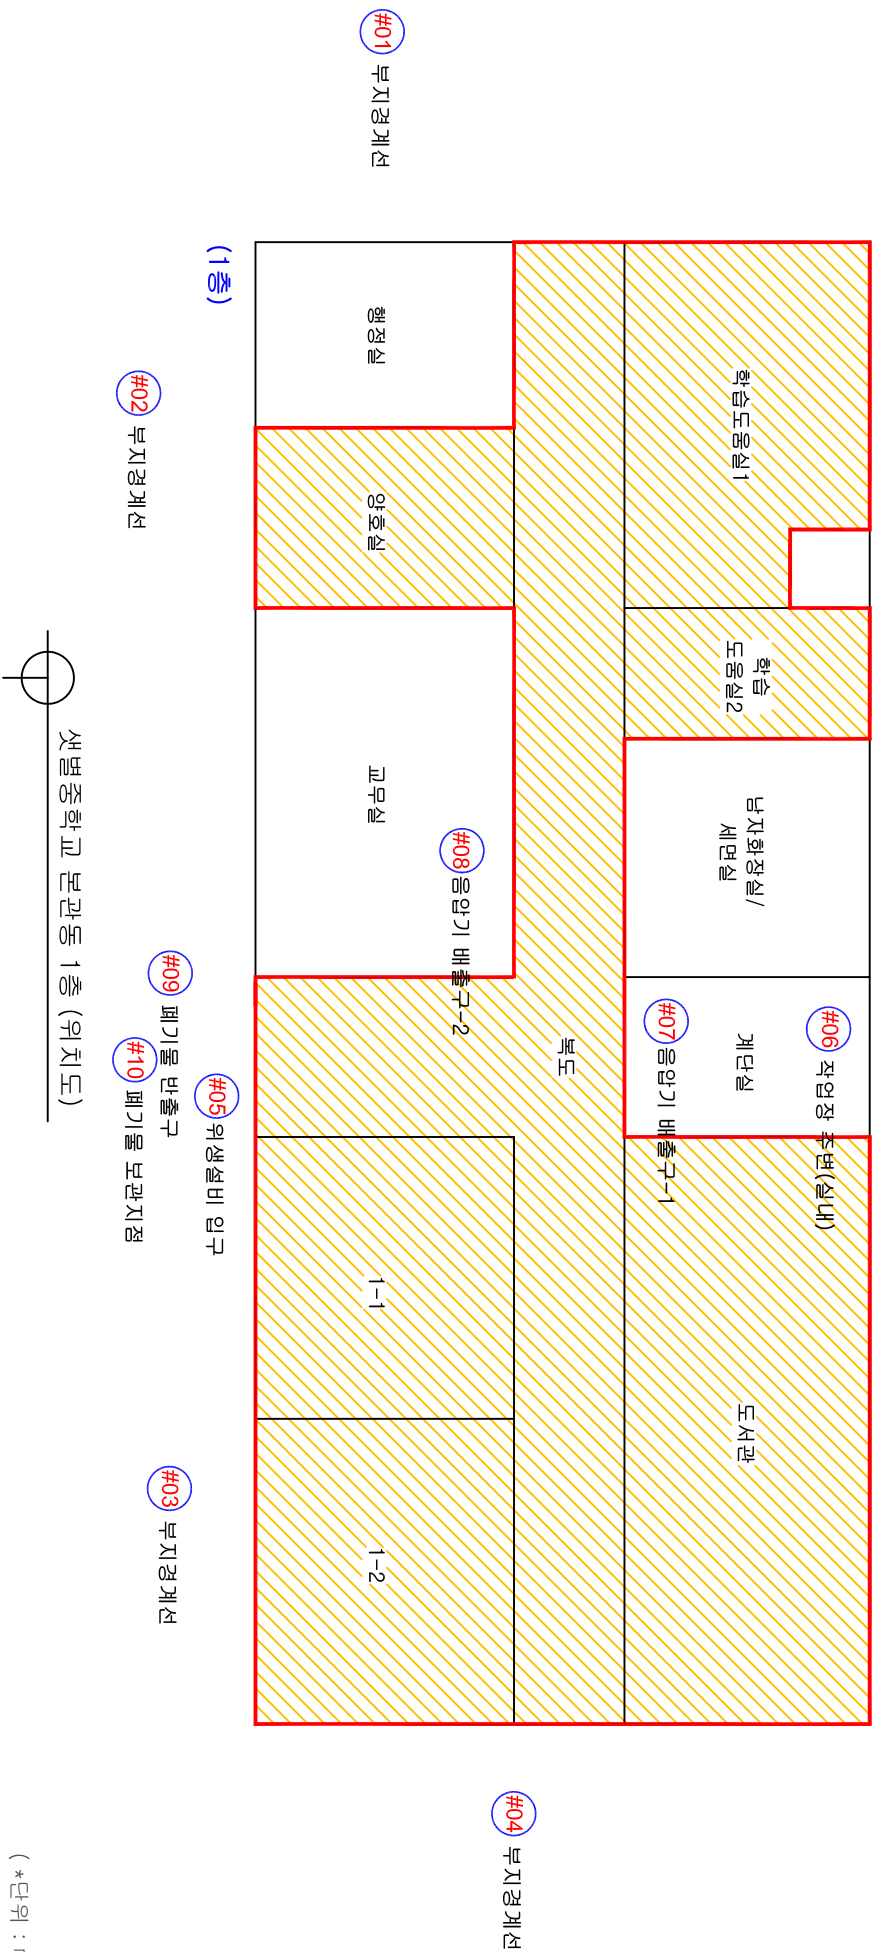 #06 작업장 주변(실내)
학습도움실1
학습
도움실2
남자화장실/
세면실
계단실
도서관
#07 음압기 배출구-1
복도
#04 부지경계선
#08 음압기 배출구-2
#01 부지경계선
행정실
양호실
교무실
1-1
1-2
(1층)
#05 위생설비 입구
#09 폐기물 반출구
#03 부지경계선
#02 부지경계선
#10 폐기물 보관지점
샛별중학교 본관동 1층 (위치도)
( *단위 :